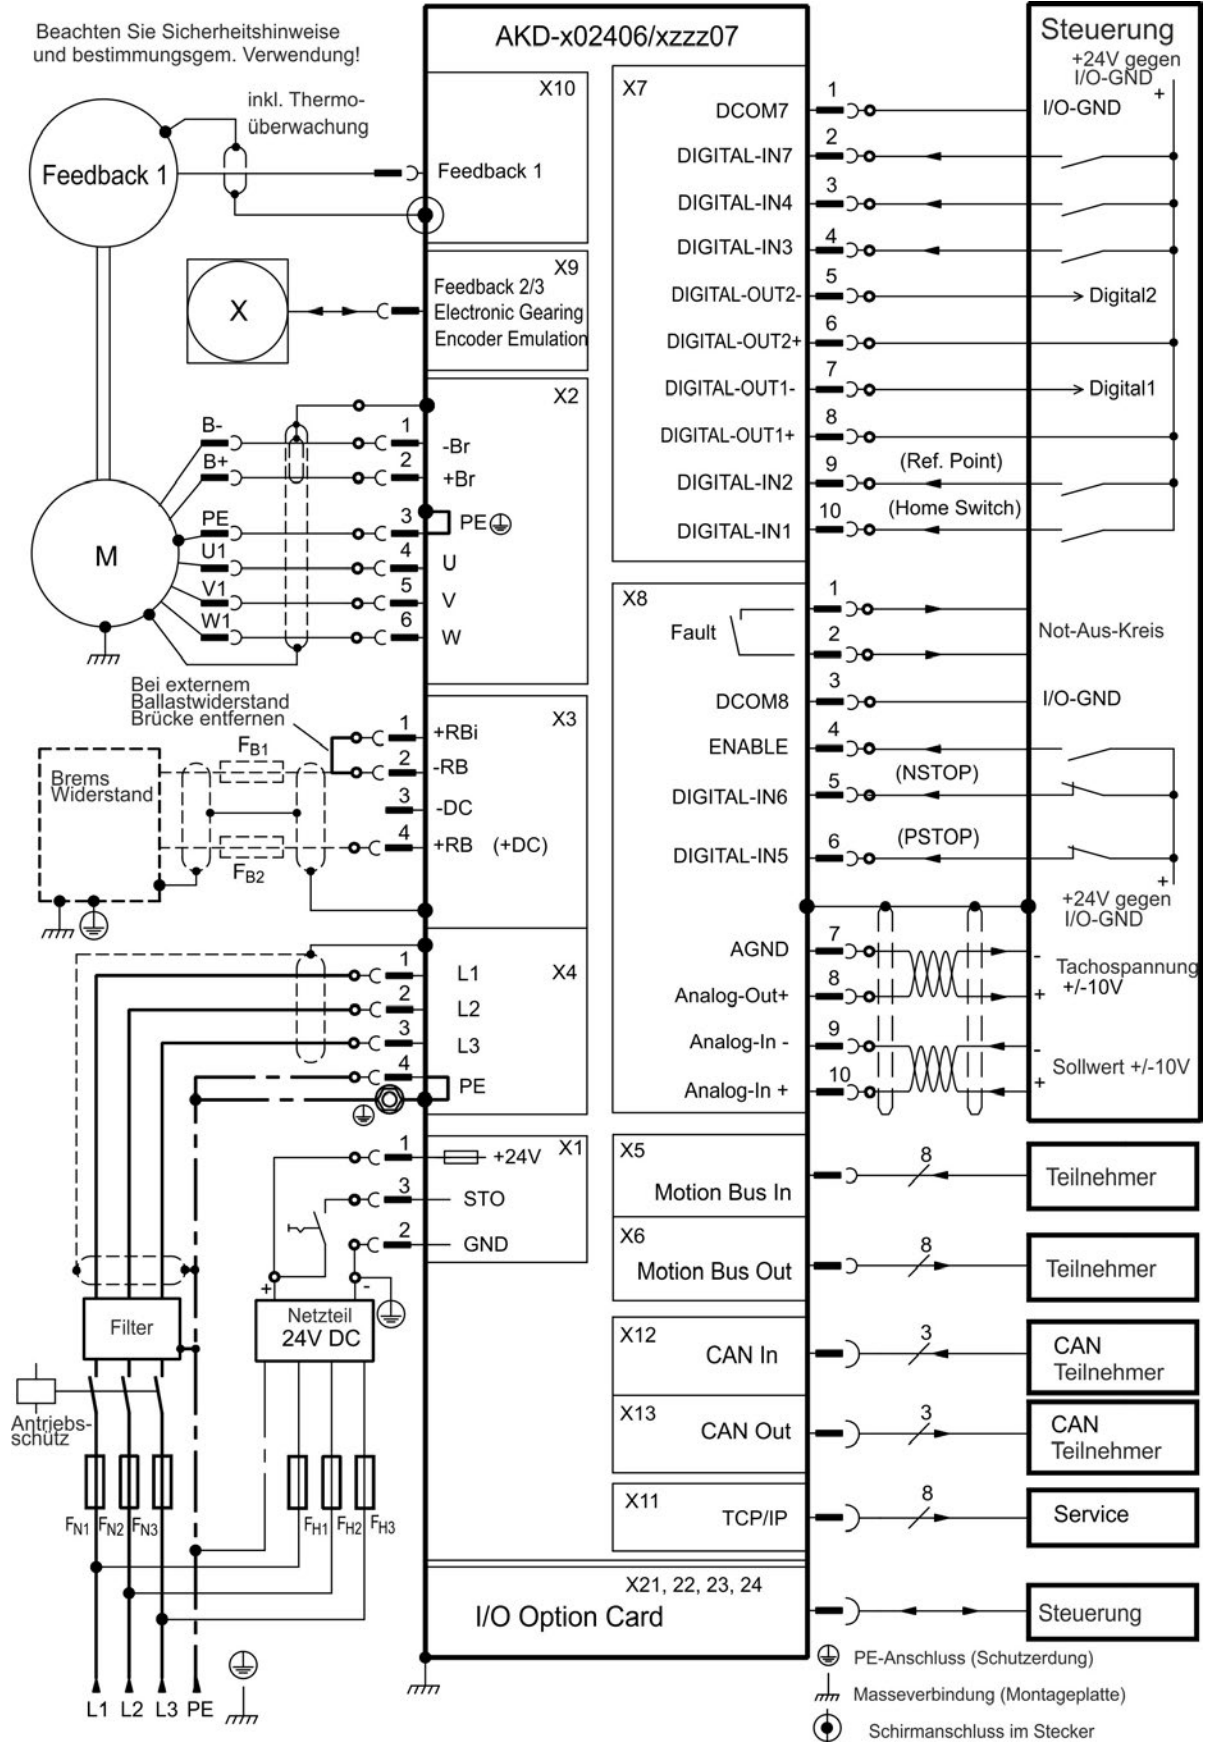 Beachten Sie Sicherheitshinweise
und bestimmungsgem. Verwendung!
AKD-x02406/xzzz07
Steuerung
+24V gegen
I/O-GND
+
inkl. Thermo-
überwachung
Feedback 1
X10
Feedback 1
X
X9
Feedback 2/3
Electronic Gearing
Encoder Emulation
X2
B-
1
-Br
B+
2
+Br
PE
3
PE
U1
4
U
V1
5
V
W1
6
W
M
Bei externem
Ballastwiderstand
Brücke entfernen
X3
FB1
1
+RBi
2
-RB
Brems
Widerstand
3
-DC
4
+RB (+DC)
FB2
X4
1
L1
2
L2
3
L3
4
PE
X1
1
+24V
3
STO
2
GND
+
-
Netzteil
24V DC
Filter
Antriebs-
schütz
FN1
FN2
FN3
FH1
FH2
FH3
L1
L2
L3
PE
X7
DCOM7
1
I/O-GND
DIGITAL-IN7
2
DIGITAL-IN4
3
DIGITAL-IN3
4
DIGITAL-OUT2-
5
Digital2
DIGITAL-OUT2+
6
DIGITAL-OUT1-
7
Digital1
DIGITAL-OUT1+
8
DIGITAL-IN2
9
(Ref. Point)
DIGITAL-IN1
10
(Home Switch)
X8
Fault
1
2
Not-Aus-Kreis
DCOM8
3
I/O-GND
ENABLE
4
DIGITAL-IN6
5
(NSTOP)
DIGITAL-IN5
6
(PSTOP)
+
+24V gegen
I/O-GND
AGND
7
-
Tachospannung
+/-10V
Analog-Out+
8
+
Analog-In -
9
-
Sollwert +/-10V
Analog-In +
10
+
X5
Motion Bus In
8
Teilnehmer
X6
Motion Bus Out
8
Teilnehmer
X12
CAN In
3
CAN
Teilnehmer
X13
CAN Out
3
CAN
Teilnehmer
X11
TCP/IP
8
Service
X21, 22, 23, 24
I/O Option Card
Steuerung
PE-Anschluss (Schutzerdung)
Masseverbindung (Montageplatte)
Schirmanschluss im Stecker